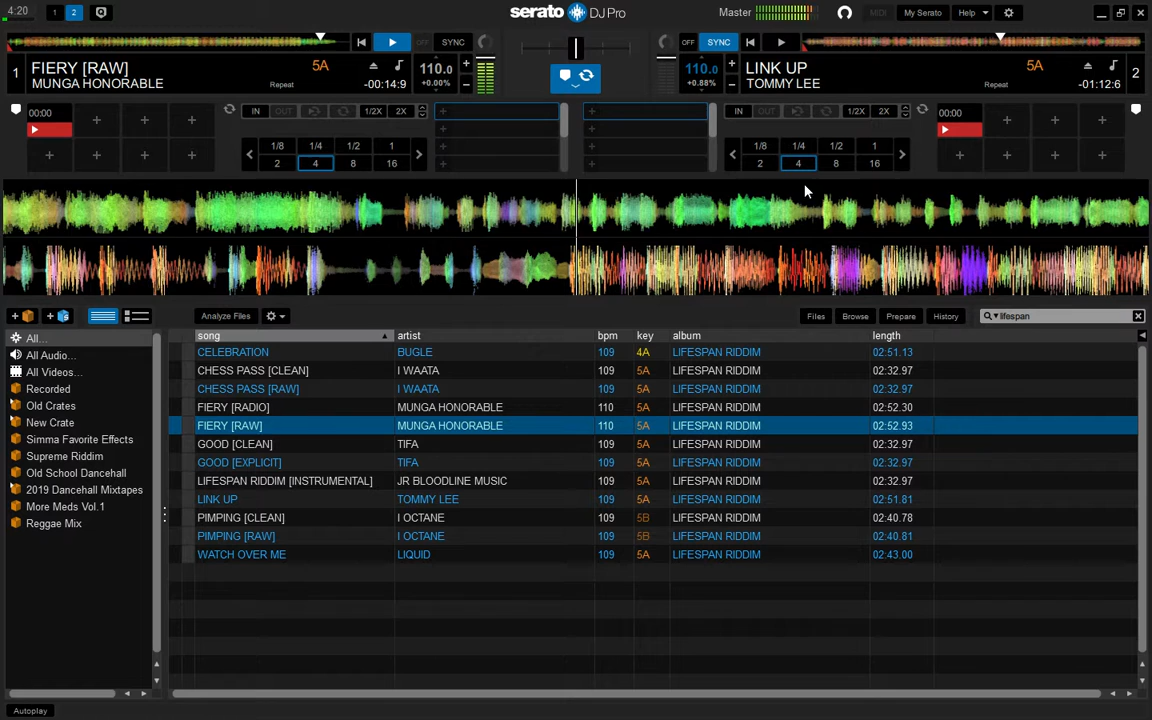 4:20 1 2 serato DJ Pro Master MIDI My Serato Help
OFF SYNC OFF SYNC
1 FIERY [RAW] 5A 110.0 110.0 LINK UP 5A 2
MUNGA HONORABLE Repeat -00:14:9 +0.00% +0.88% TOMMY LEE Repeat -01:12:6
00:00 IN OUT 1/2X 2X IN OUT 1/2X 2X 00:00
1/8 1/4 1/2 1 1/8 1/4 1/2 1
2 4 8 16 2 4 8 16
Analyze Files Files Browse Prepare History lifespan
All...
All Audio...
All Videos...
Recorded
Old Crates
New Crate
Simma Favorite Effects
Supreme Riddim
Old School Dancehall
2019 Dancehall Mixtapes
More Meds Vol.1
Reggae Mix
song artist bpm key album length
CELEBRATION BUGLE 109 4A LIFESPAN RIDDIM 02:51.13
CHESS PASS [CLEAN] I WAATA 109 5A LIFESPAN RIDDIM 02:32.97
CHESS PASS [RAW] I WAATA 109 5A LIFESPAN RIDDIM 02:32.97
FIERY [RADIO] MUNGA HONORABLE 110 5A LIFESPAN RIDDIM 02:52.30
FIERY [RAW] MUNGA HONORABLE 110 5A LIFESPAN RIDDIM 02:52.93
GOOD [CLEAN] TIFA 109 5A LIFESPAN RIDDIM 02:32.97
GOOD [EXPLICIT] TIFA 109 5A LIFESPAN RIDDIM 02:32.97
LIFESPAN RIDDIM [INSTRUMENTAL] JR BLOODLINE MUSIC 109 5A LIFESPAN RIDDIM 02:32.97
LINK UP TOMMY LEE 109 5A LIFESPAN RIDDIM 02:51.81
PIMPING [CLEAN] I OCTANE 109 5B LIFESPAN RIDDIM 02:40.78
PIMPING [RAW] I OCTANE 109 5B LIFESPAN RIDDIM 02:40.81
WATCH OVER ME LIQUID 109 5A LIFESPAN RIDDIM 02:43.00
Autoplay